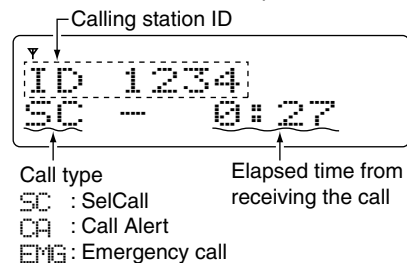 Calling station ID
ID 1234
SC - 0:27
Call type
SC : SelCall
CA : Call Alert
EMG : Emergency call
Elapsed time from
receiving the call